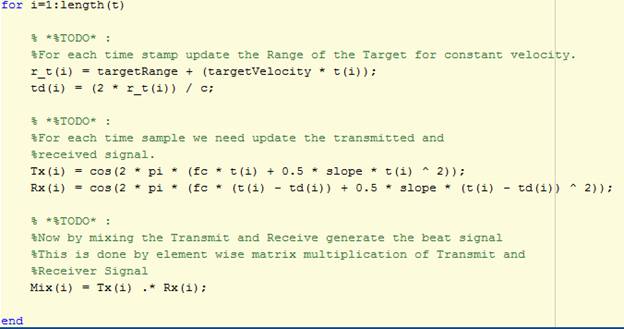 for i=1:length(t)
% *%TODO* :
%For each time stamp update the Range of the Target for constant velocity.
r_t(i) = targetRange + (targetVelocity * t(i));
td(i) = (2 * r_t(i)) / c;
% *%TODO* :
%For each time sample we need update the transmitted and
%received signal.
Tx(i) = cos(2 * pi * (fc * t(i) + 0.5 * slope * t(i) ^ 2));
Rx(i) = cos(2 * pi * (fc * (t(i) - td(i)) + 0.5 * slope * (t(i) - td(i)) ^ 2));
% *%TODO* :
%Now by mixing the Transmit and Receive generate the beat signal
%This is done by element wise matrix multiplication of Transmit and
%Receiver Signal
Mix(i) = Tx(i) .* Rx(i);
end